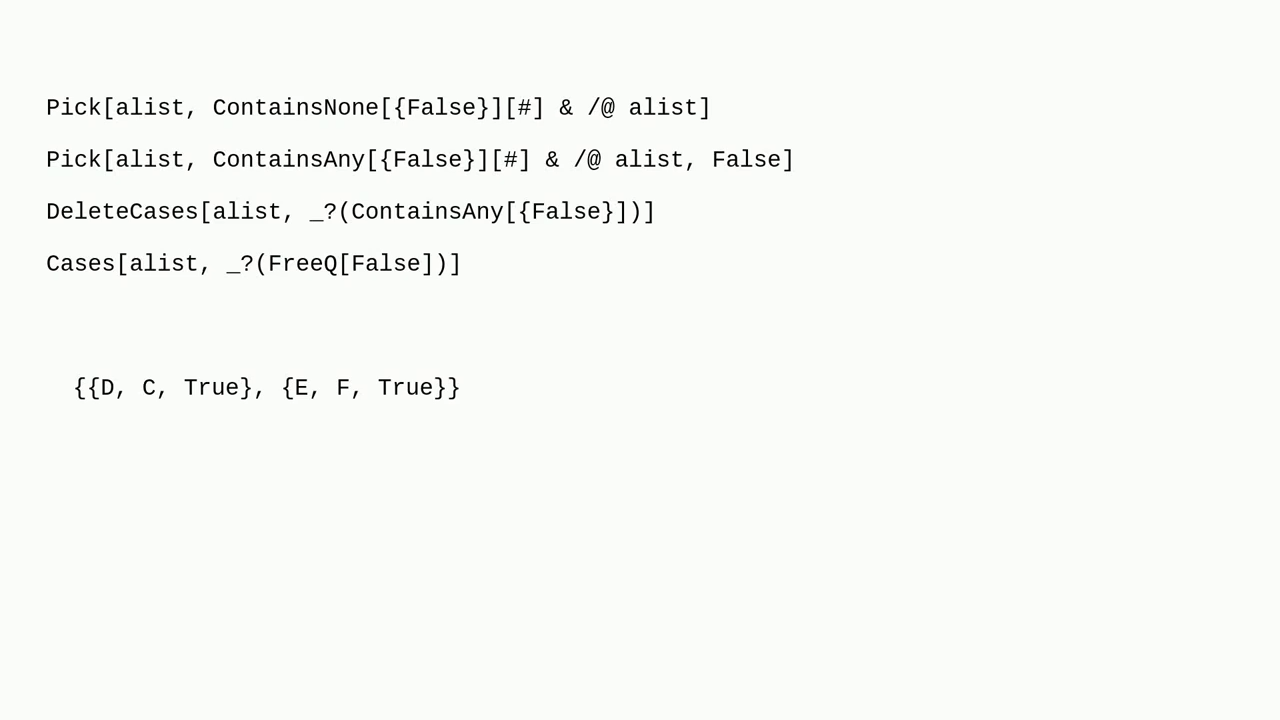 Pick[alist, ContainsNone[{False}][#] & /@ alist]
Pick[alist, ContainsAny[{False}][#] & /@ alist, False]
DeleteCases[alist, _?(ContainsAny[{False}])]
Cases[alist, _?(FreeQ[False])]
{{D, C, True}, {E, F, True}}